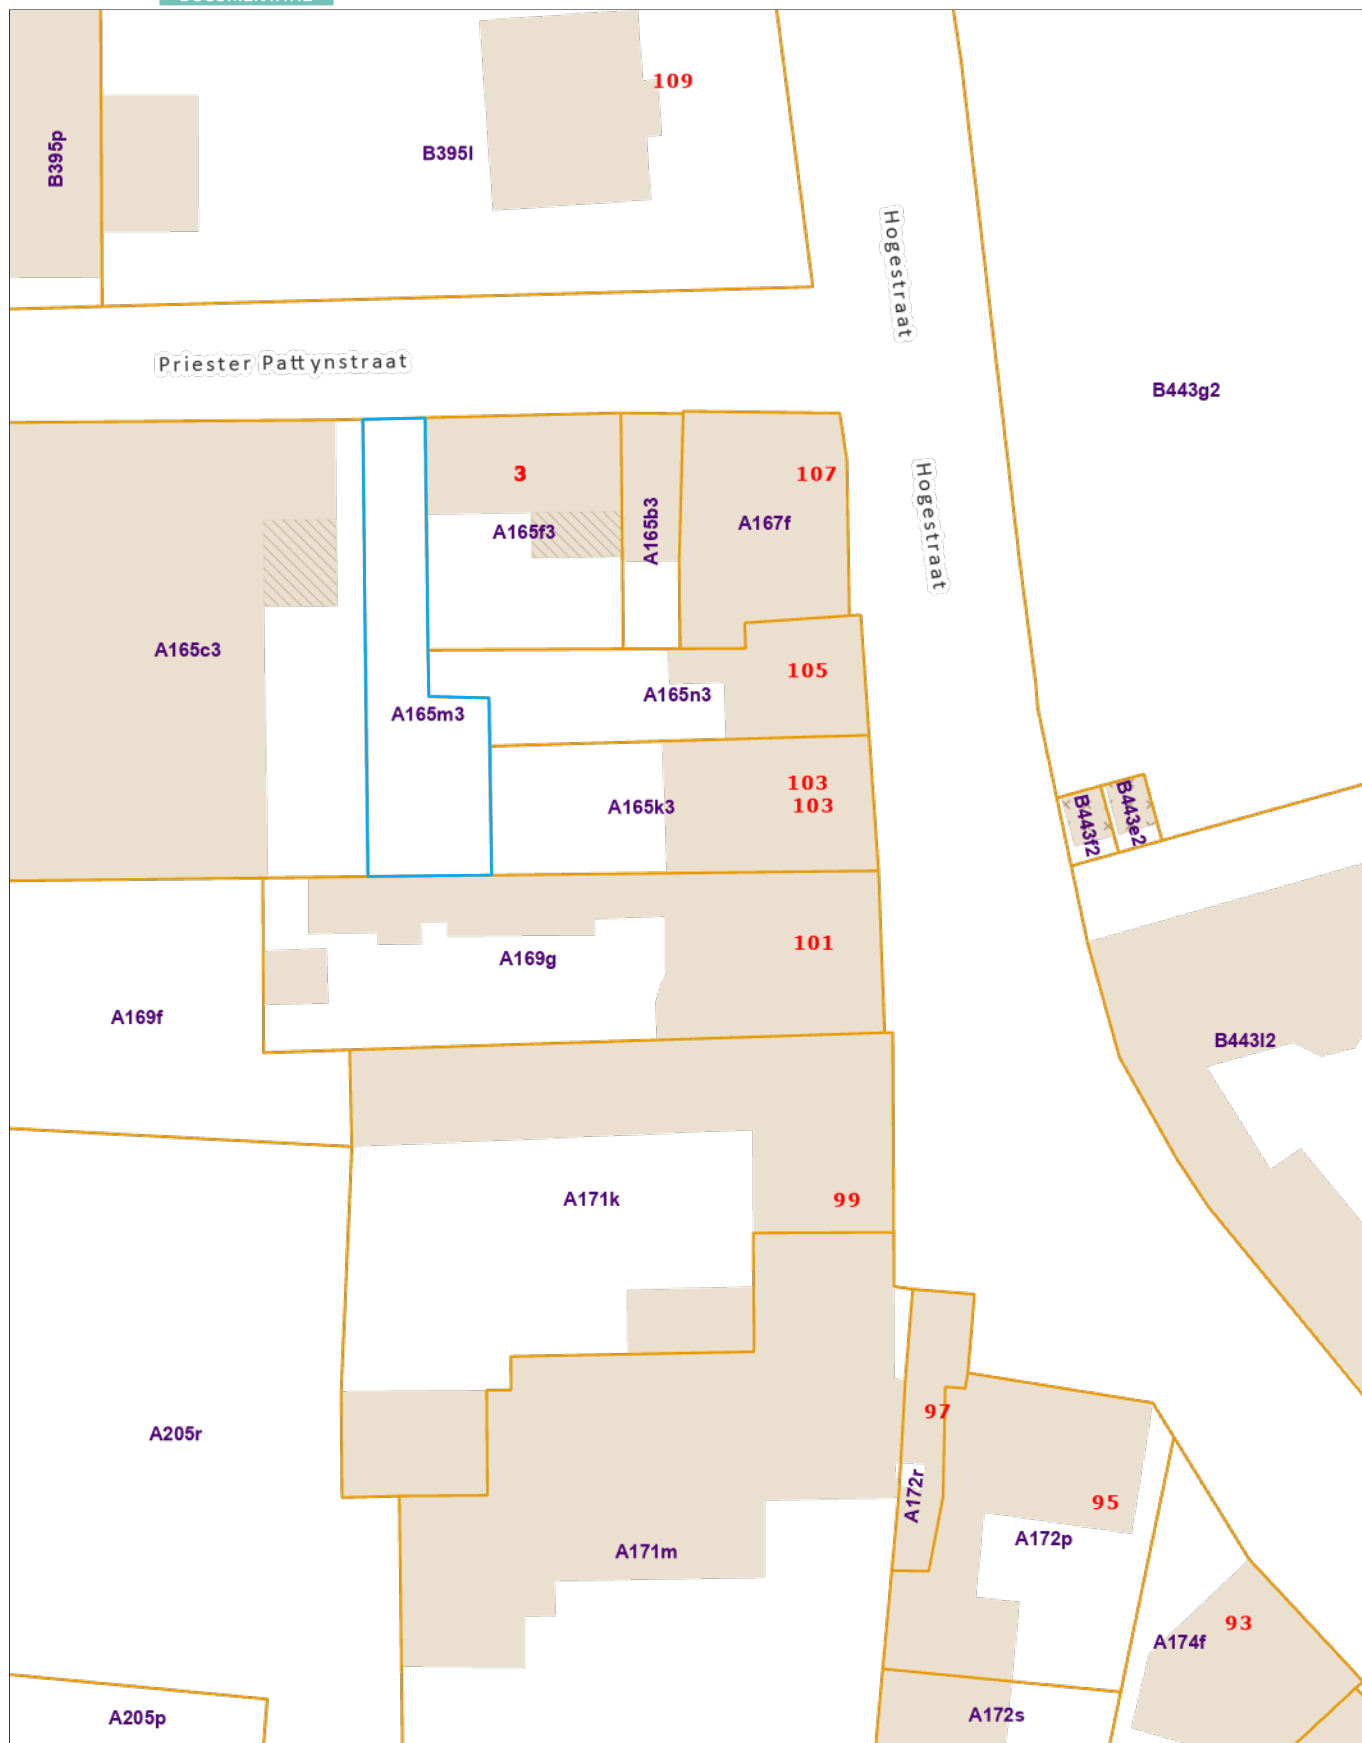 109
B395p
B395l
Hogestraat
Priester Pattynstraat
B443g2
3
107
A165f3
A165b3
A167f
Hogestraat
A165c3
105
A165n3
A165m3
103
A165k3
103
B443f2
B443e2
101
A169g
A169f
B443l2
A171k
99
97
A205r
A172r
95
A172p
A171m
93
A174f
A205p
A172s